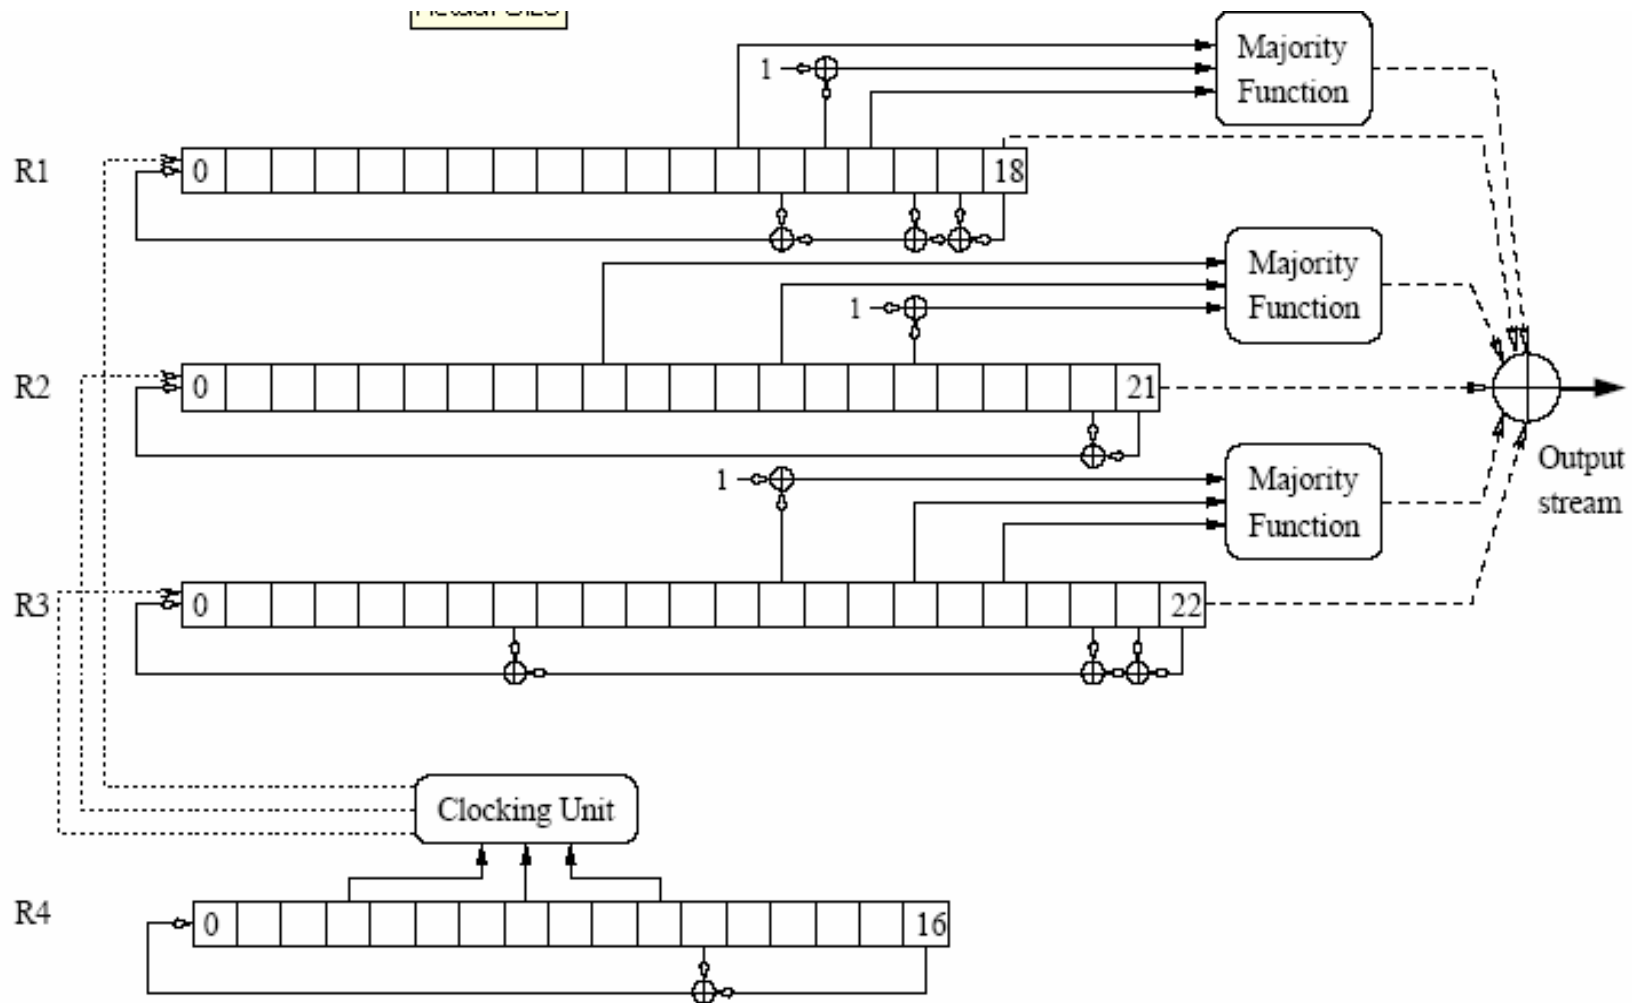 Majority
Function
1
R1
0
18
Majority
Function
1
R2
0
21
Output
stream
Majority
Function
1
R3
0
22
Clocking Unit
R4
0
16